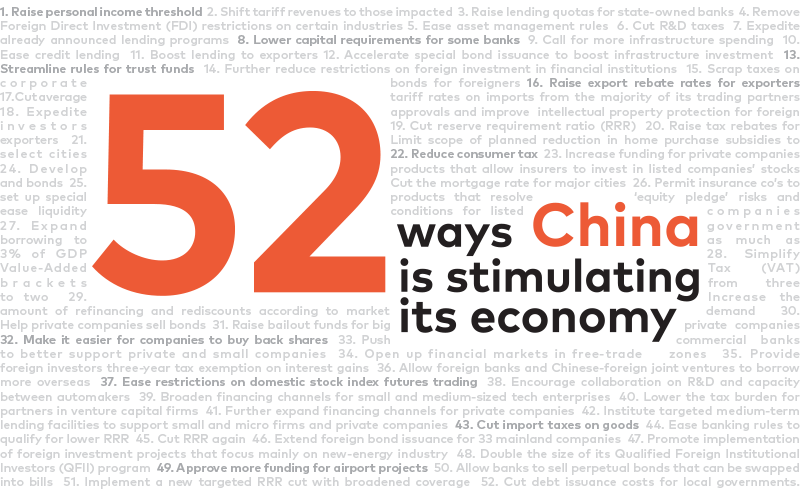 1. Raise personal income threshold 2. Shift tariff revenues to those impacted 3. Raise lending quotas for state-owned banks 4. Remove
Foreign Direct Investment (FDI) restrictions on certain industries 5. Ease asset management rules 6. Cut R&D taxes 7. Expedite
already announced lending programs 8. Lower capital requirements for some banks 9. Call for more infrastructure spending 10.
Ease credit lending 11. Boost lending to exporters 12. Accelerate special bond issuance to boost infrastructure investment 13.
Streamline rules for trust funds 14. Further reduce restrictions on foreign investment in financial institutions 15. Scrap taxes on
corporate bonds for foreigners 16. Raise export rebate rates for exporters
17.Cut average tariff rates on imports from the majority of its trading partners
18. Expedite approvals and improve intellectual property protection for foreign
investors 19. Cut reserve requirement ratio (RRR) 20. Raise tax rebates for
exporters 21. Limit scope of planned reduction in home purchase subsidies to
select cities 22. Reduce consumer tax 23. Increase funding for private companies
24. Develop products that allow insurers to invest in listed companies’ stocks
and bonds 25. Cut the mortgage rate for major cities 26. Permit insurance co’s to
set up special products that resolve ‘equity pledge’ risks and
ease liquidity conditions for listed companies
27. Expand government
borrowing to as much as
3% of GDP 28. Simplify
Value-Added Tax (VAT)
brackets from three
to two 29. Increase the
52
ways China
is stimulating
its economy
amount of refinancing and rediscounts according to market demand 30.
Help private companies sell bonds 31. Raise bailout funds for big private companies
32. Make it easier for companies to buy back shares 33. Push commercial banks
to better support private and small companies 34. Open up financial markets in free-trade zones 35. Provide
foreign investors three-year tax exemption on interest gains 36. Allow foreign banks and Chinese-foreign joint ventures to borrow
more overseas 37. Ease restrictions on domestic stock index futures trading 38. Encourage collaboration on R&D and capacity
between automakers 39. Broaden financing channels for small and medium-sized tech enterprises 40. Lower the tax burden for
partners in venture capital firms 41. Further expand financing channels for private companies 42. Institute targeted medium-term
lending facilities to support small and micro firms and private companies 43. Cut import taxes on goods 44. Ease banking rules to
qualify for lower RRR 45. Cut RRR again 46. Extend foreign bond issuance for 33 mainland companies 47. Promote implementation
of foreign investment projects that focus mainly on new-energy industry 48. Double the size of its Qualified Foreign Institutional
Investors (QFII) program 49. Approve more funding for airport projects 50. Allow banks to sell perpetual bonds that can be swapped
into bills 51. Implement a new targeted RRR cut with broadened coverage 52. Cut debt issuance costs for local governments.